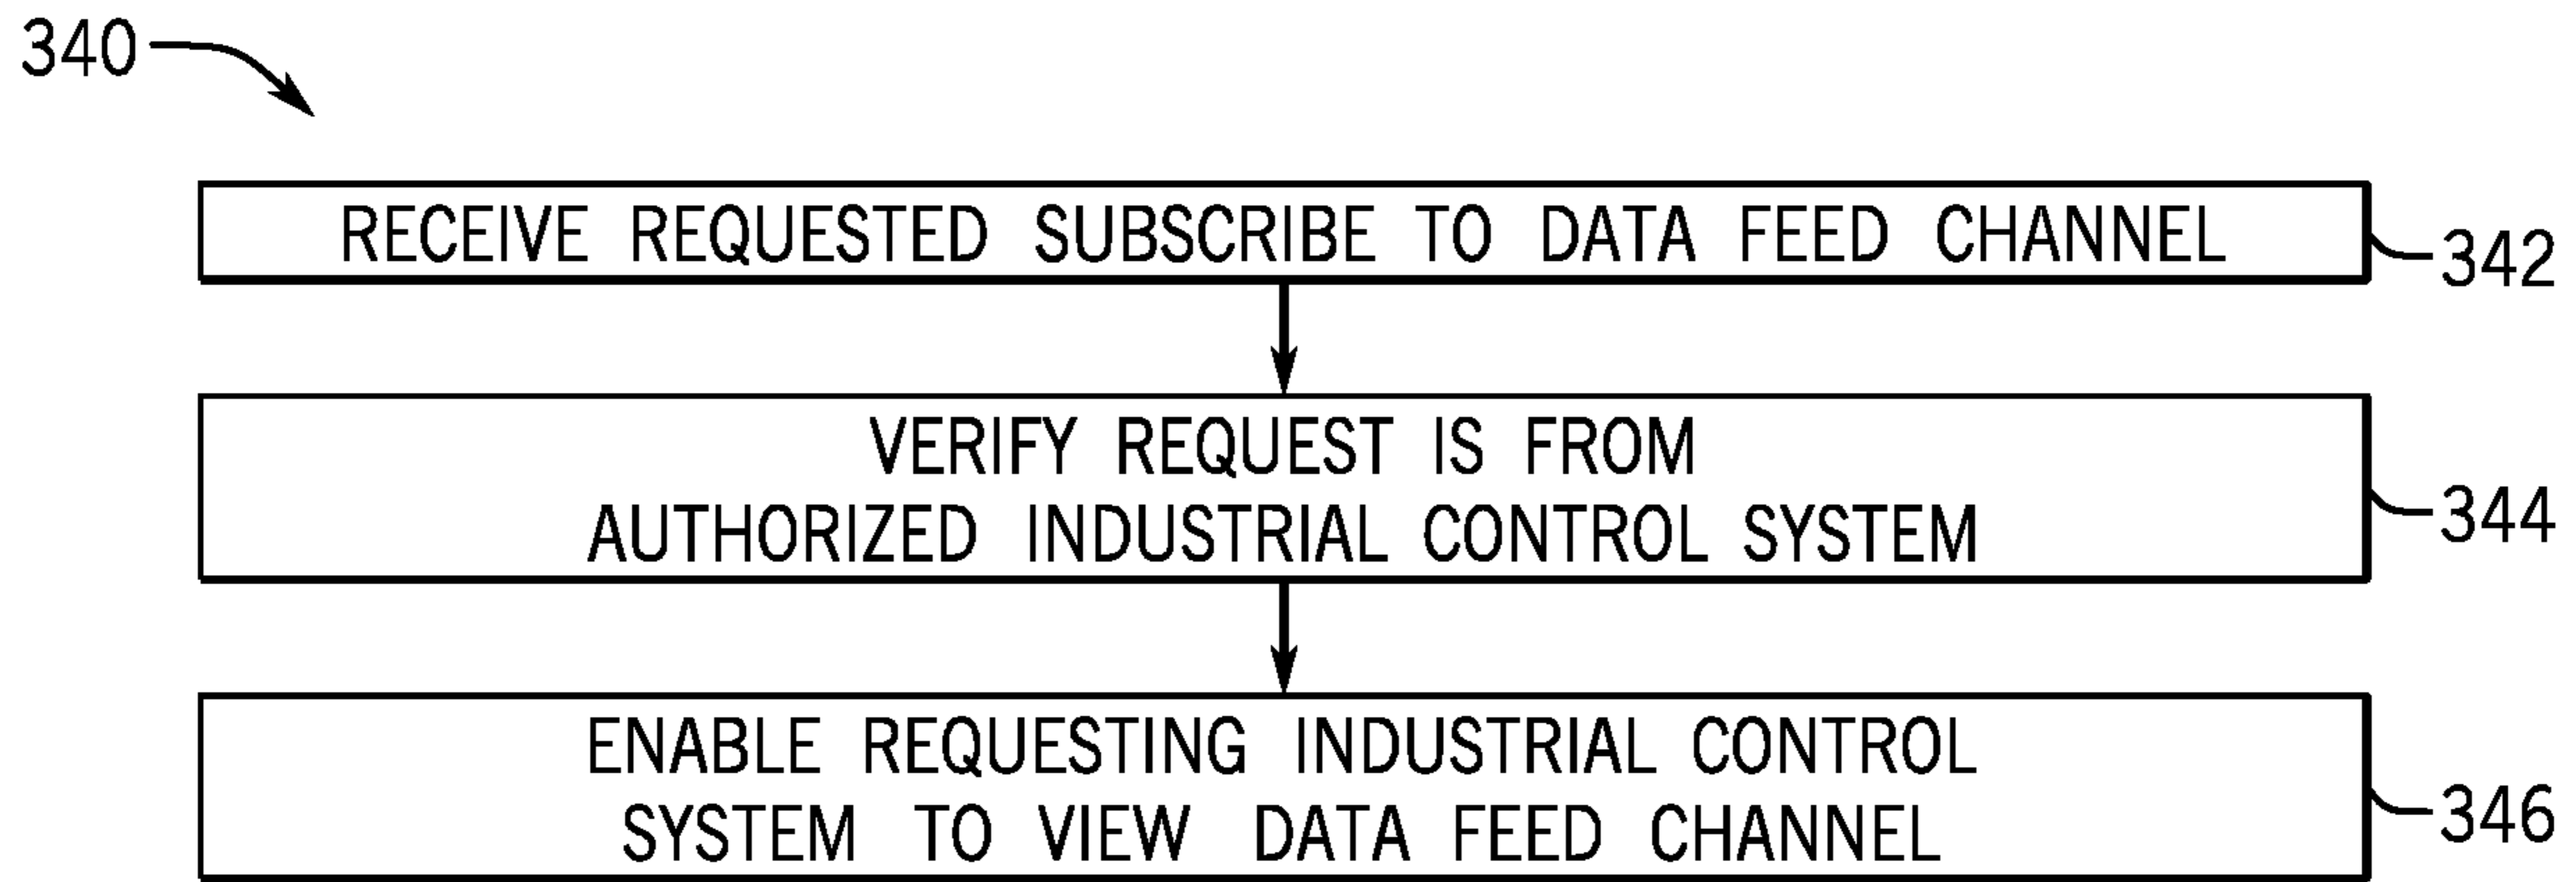 340
RECEIVE REQUESTED SUBSCRIBE TO DATA FEED CHANNEL
342
VERIFY REQUEST IS FROM
AUTHORIZED INDUSTRIAL CONTROL SYSTEM
344
ENABLE REQUESTING INDUSTRIAL CONTROL
SYSTEM TO VIEW DATA FEED CHANNEL
346